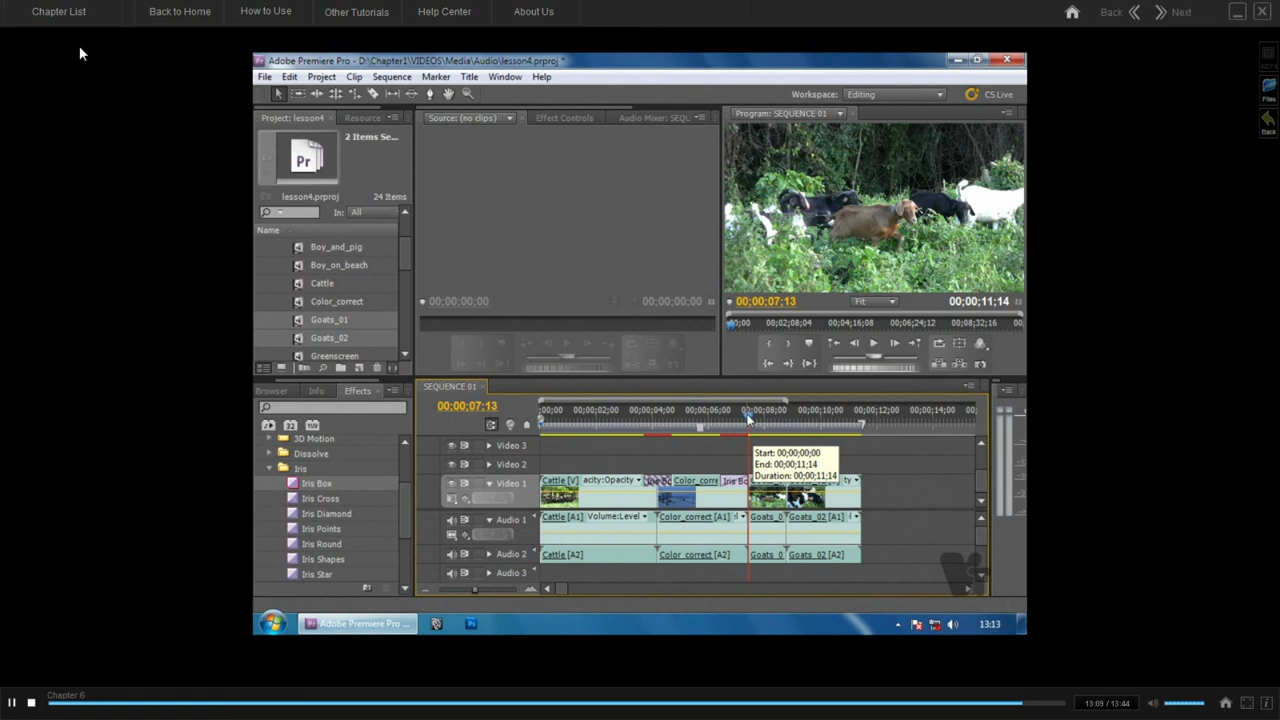 Chapter List
Back to Home
How to Use
Other Tutorials
Help Center
About Us
Back
Next
Adobe Premiere Pro - D:\Chapter1\VIDEOS\Media\Audio\lesson4.prproj *
File Edit Project Clip Sequence Marker Title Window Help
Workspace: Editing
CS Live
Project: lesson4
Resource
2 Items Se...
Pr
lesson4.prproj
24 Items
In: All
Name
Boy_and_pig
Boy_on_beach
Cattle
Color_correct
Goats_01
Goats_02
Greenscreen
Source: (no clips)
Effect Controls
Audio Mixer: SEQU
00;00;00;00
00;00;00;00
Program: SEQUENCE 01
00;00;07;13
Fit
00;00;11;14
00;00
00;02;08;04
00;04;16;08
00;06;24;12
00;08;32;16
00;
Browser
Info
Effects
3D Motion
Dissolve
Iris
Iris Box
Iris Cross
Iris Diamond
Iris Points
Iris Round
Iris Shapes
Iris Star
SEQUENCE 01
00;00;07;13
;00;00
00;00;02;00
00;00;04;00
00;00;06;00
00;00;08;00
00;00;10;00
00;00;12;00
00;00;14;00
00;
Start: 00;00;00;00
End: 00;00;11;14
Duration: 00;00;11;14
Video 3
Video 2
Video 1
Cattle [V] acity:Opacity
Iris Bo
Color_corre
Iris Bo
ty
Audio 1
Cattle [A1] Volume:Level
Color_correct [A1] :l
Goats_0
Goats_02 [A1]
Audio 2
Cattle [A2]
Color_correct [A2]
Goats_0
Goats_02 [A2]
Audio 3
Adobe Premiere Pro ...
13:13
KEYS
Files
Back
Chapter 6
13:09 / 13:44